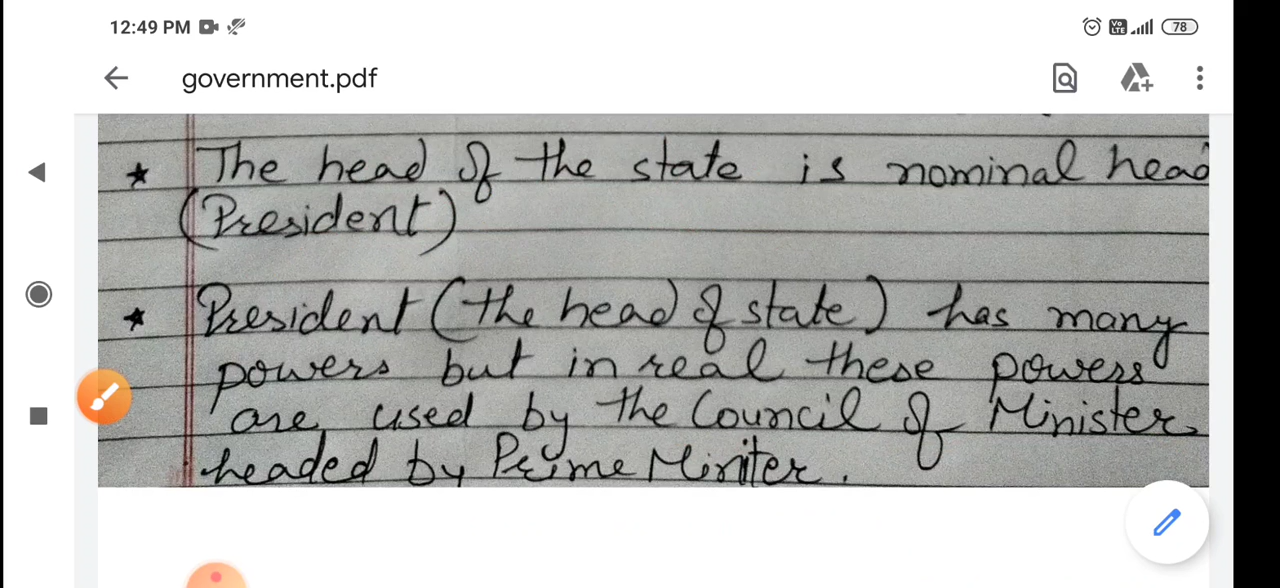 12:49 PM
Vo LTE
78
government.pdf
★ The head of the state is nominal head
(President)
★ President (the head of state) has many
powers but in real these powers
are used by the Council of Minister
headed by Prime Miniter.